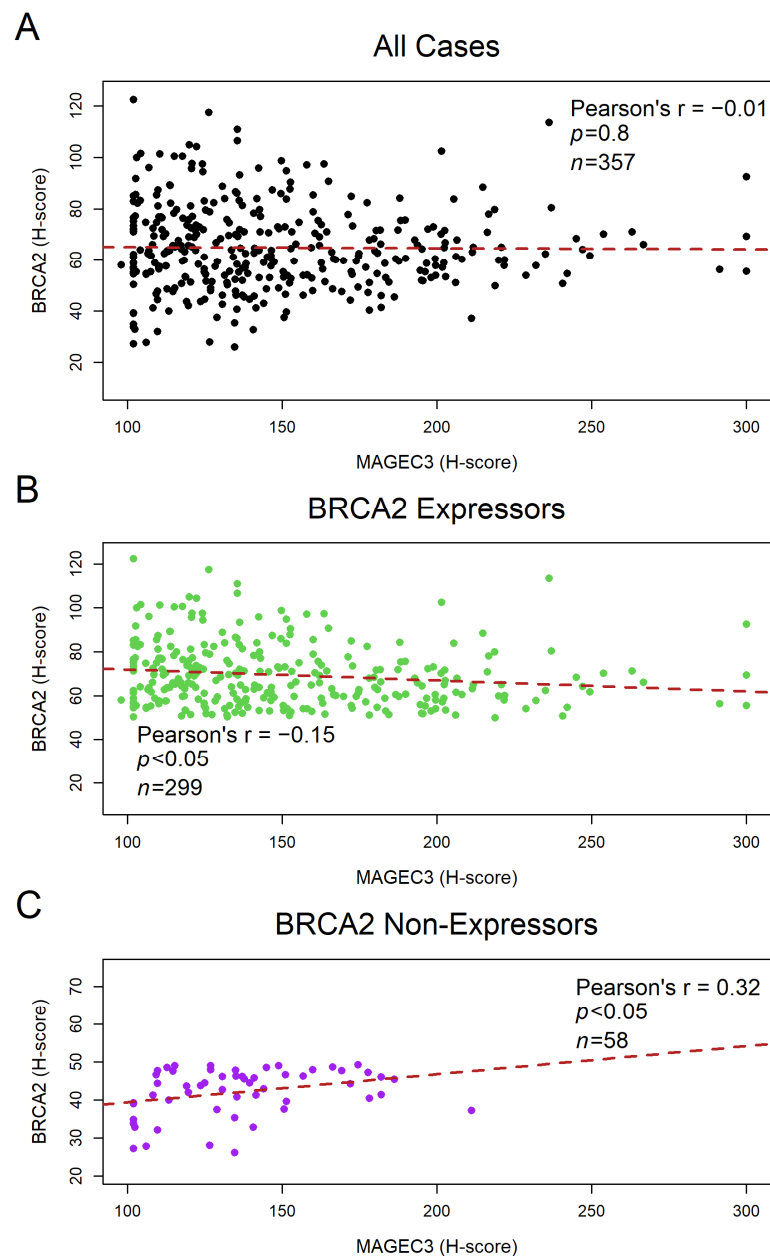 A
All Cases
Pearson's r = −0.01
p=0.8
n=357
BRCA2 (H-score)
120
100
80
60
40
20
100 150 200 250 300
MAGEC3 (H-score)
B
BRCA2 Expressors
BRCA2 (H-score)
120
100
80
60
40
20
Pearson's r = −0.15
p<0.05
n=299
100 150 200 250 300
MAGEC3 (H-score)
C
BRCA2 Non-Expressors
Pearson's r = 0.32
p<0.05
n=58
BRCA2 (H-score)
70
60
50
40
30
20
100 150 200 250 300
MAGEC3 (H-score)